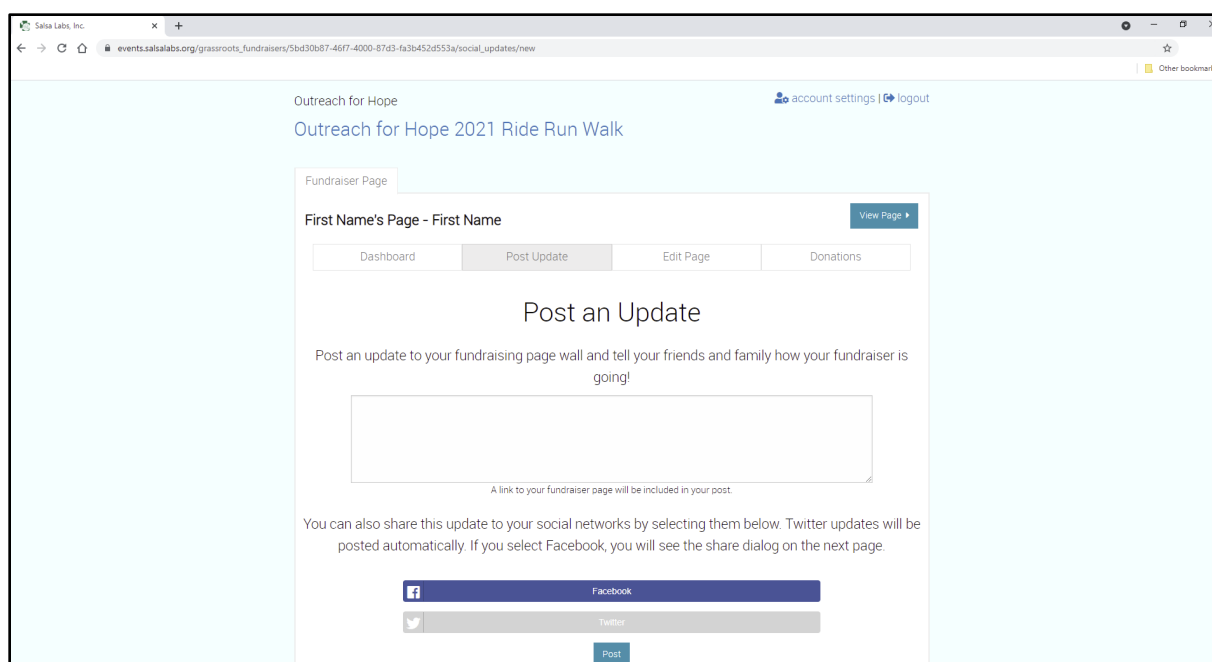 Salsa Labs, Inc.
events.salsalabs.org/grassroots_fundraisers/5bd30b87-46f7-4000-87d3-fa3b452d553a/social_updates/new
Other bookmar
Outreach for Hope
account settings | logout
Outreach for Hope 2021 Ride Run Walk
Fundraiser Page
First Name's Page - First Name
View Page
Dashboard Post Update Edit Page Donations
Post an Update
Post an update to your fundraising page wall and tell your friends and family how your fundraiser is
going!
A link to your fundraiser page will be included in your post.
You can also share this update to your social networks by selecting them below. Twitter updates will be
posted automatically. If you select Facebook, you will see the share dialog on the next page.
Facebook
Twitter
Post